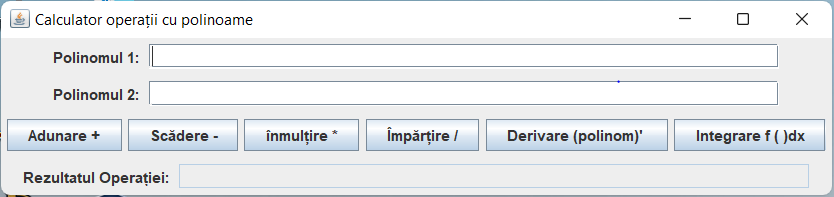 Calculator operații cu polinoame
Polinomul 1:
Polinomul 2:
Adunare + Scădere - înmulțire * Împărțire / Derivare (polinom)' Integrare f ( )dx
Rezultatul Operației: